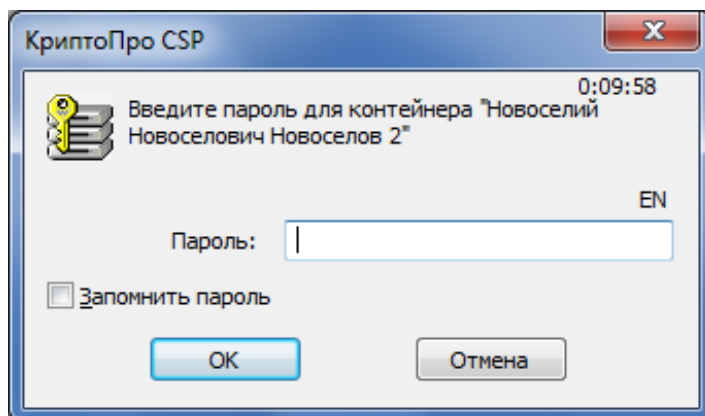 КриптоПро CSP
0:09:58
Введите пароль для контейнера "Новоселий
Новоселович Новоселов 2"
EN
Пароль:
Запомнить пароль
OK
Отмена